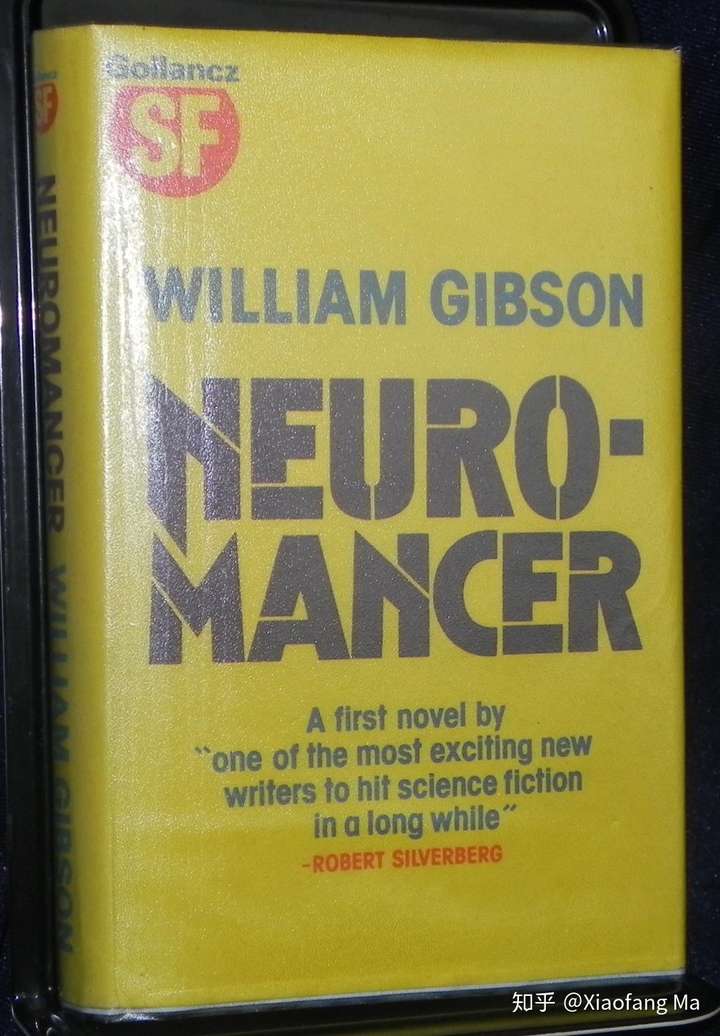 Gollancz
SF
WILLIAM GIBSON
NEURO-
MANCER
A first novel by
“one of the most exciting new
writers to hit science fiction
in a long while”
-ROBERT SILVERBERG
SF
NEUROMANCER WILLIAM GIBSON
知乎 @Xiaofang Ma